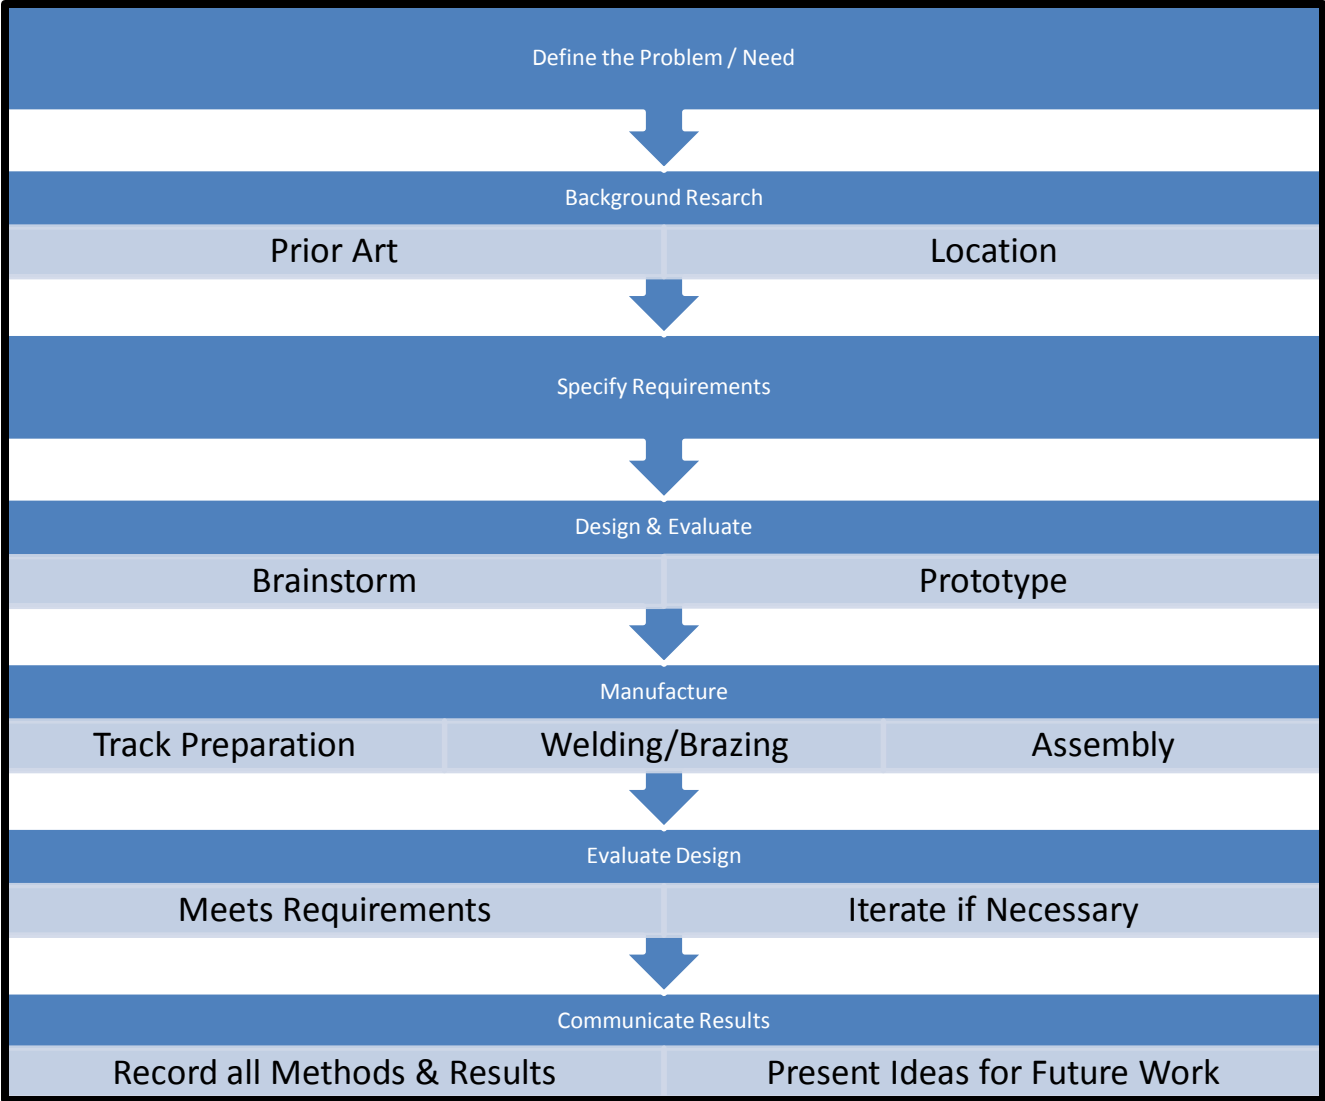 Define the Problem / Need
Background Resarch
Prior Art
Location
Specify Requirements
Design & Evaluate
Brainstorm
Prototype
Manufacture
Track Preparation
Welding/Brazing
Assembly
Evaluate Design
Meets Requirements
Iterate if Necessary
Communicate Results
Record all Methods & Results
Present Ideas for Future Work